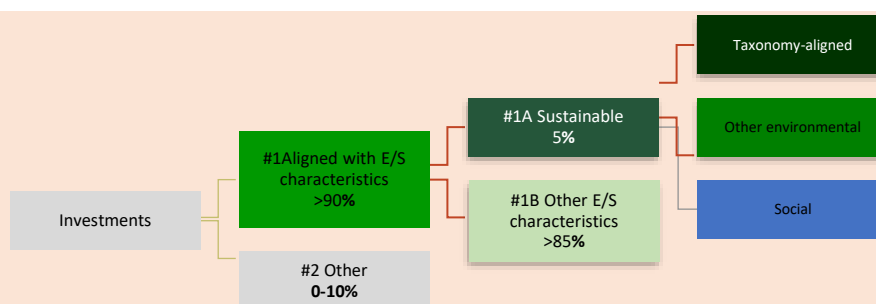 Investments
#1Aligned with E/S
characteristics
>90%
#2 Other
0-10%
#1A Sustainable
5%
#1B Other E/S
characteristics
>85%
Taxonomy-aligned
Other environmental
Social